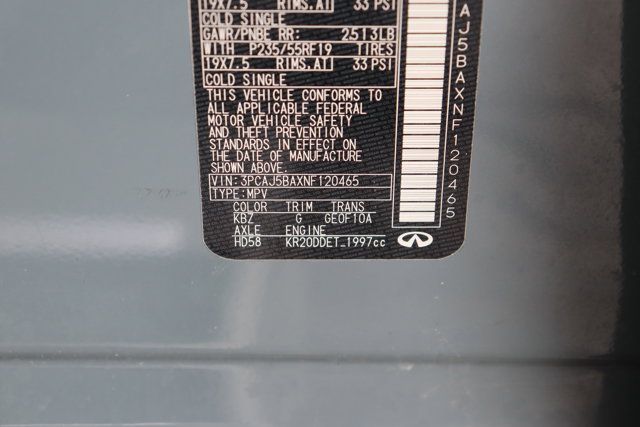 19X7.5 RIMS,AT 33 PSI
COLD SINGLE
GAWR/PNBE RR: 2513LB
WITH P235/55RF19 TIRES
19X7.5 RIMS,AT 33 PSI
COLD SINGLE
THIS VEHICLE CONFORMS TO
ALL APPLICABLE FEDERAL
MOTOR VEHICLE SAFETY
AND THEFT PREVENTION
STANDARDS IN EFFECT ON
THE DATE OF MANUFACTURE
SHOWN ABOVE.
VIN: 3PCAJ5BAXNF120465
TYPE: MPV
COLOR TRIM TRANS
KBZ G GE0F10A
AXLE ENGINE
HD58 KR20DDET 1997cc
AJ5BAXNF120465